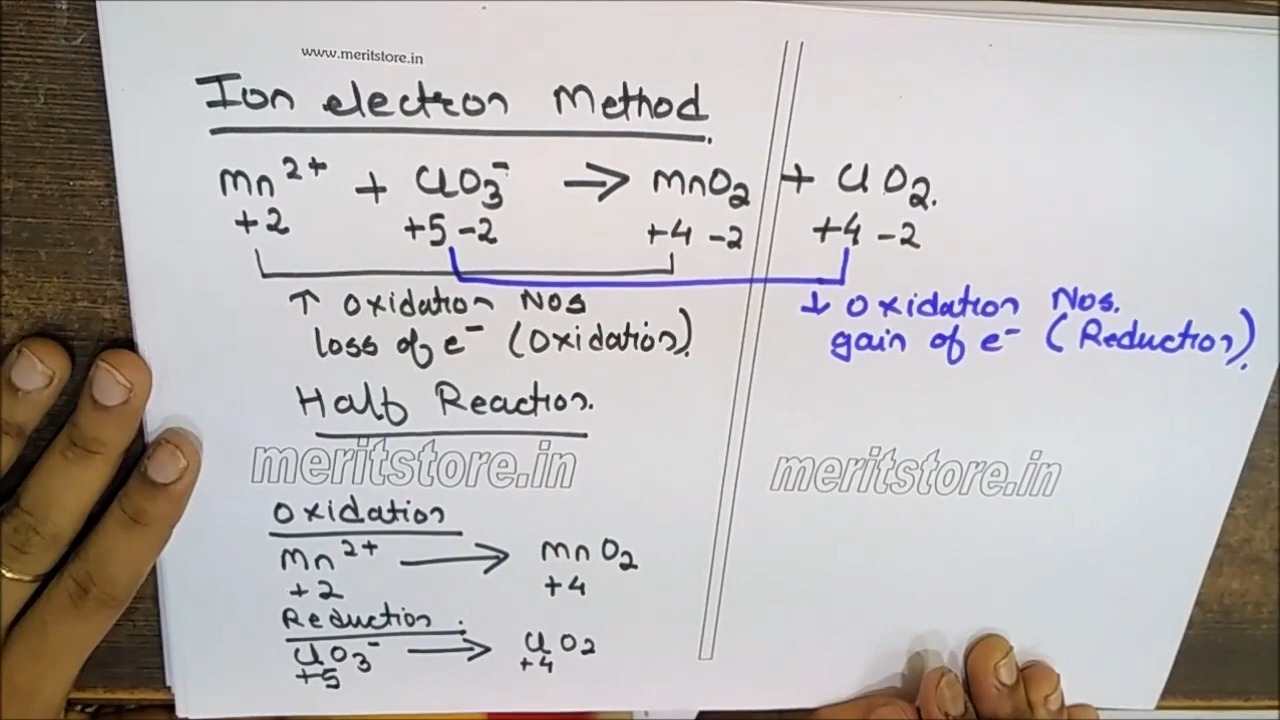 www.meritstore.in
Ion electron Method.
Mn²⁺ + ClO₃⁻ → MnO₂ + ClO₂.
+2 +5 -2 +4 -2 +4 -2
↑ Oxidation Nos
loss of e⁻ (Oxidation).
↓ Oxidation Nos.
gain of e⁻ (Reduction).
Half Reaction.
meritstore.in
meritstore.in
Oxidation
Mn²⁺ → MnO₂
+2 +4
Reduction.
ClO₃⁻ → ClO₂
+5 +4